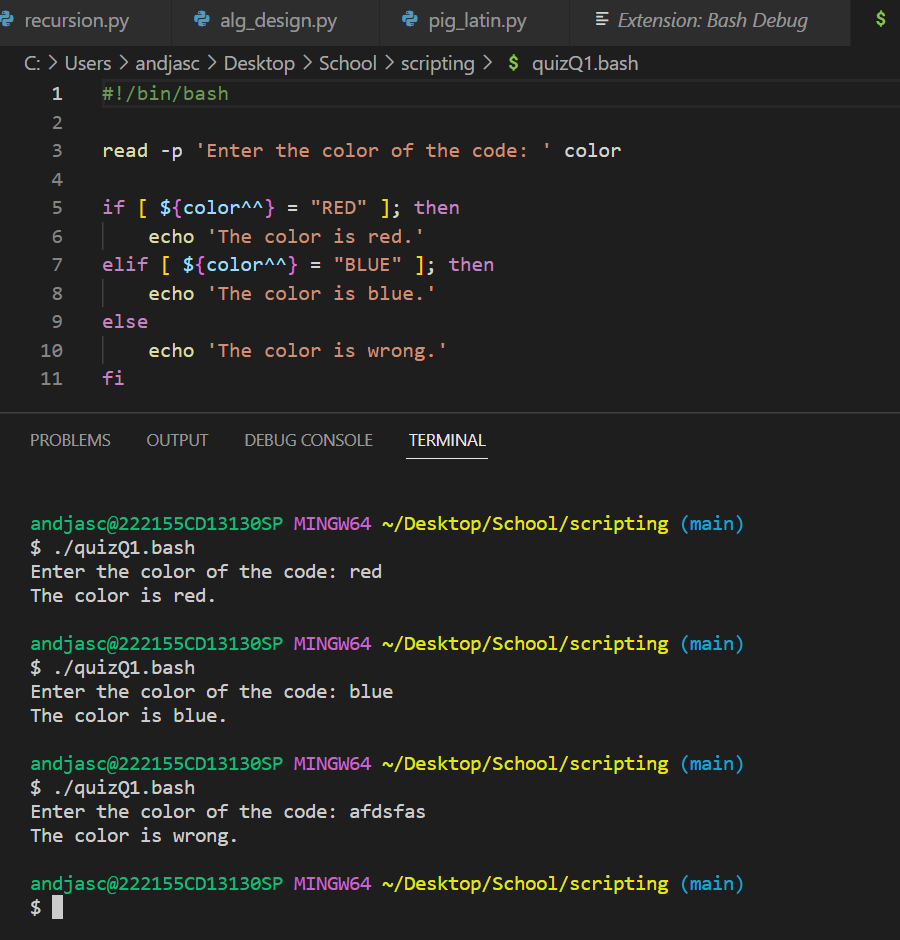 recursion.py alg_design.py pig_latin.py Extension: Bash Debug $
C: > Users > andjasc > Desktop > School > scripting > $ quizQ1.bash
1 #!/bin/bash
2
3 read -p 'Enter the color of the code: ' color
4
5 if [ ${color^^} = "RED" ]; then
6     echo 'The color is red.'
7 elif [ ${color^^} = "BLUE" ]; then
8     echo 'The color is blue.'
9 else
10     echo 'The color is wrong.'
11 fi
PROBLEMS OUTPUT DEBUG CONSOLE TERMINAL
andjasc@222155CD13130SP MINGW64 ~/Desktop/School/scripting (main)
$ ./quizQ1.bash
Enter the color of the code: red
The color is red.
andjasc@222155CD13130SP MINGW64 ~/Desktop/School/scripting (main)
$ ./quizQ1.bash
Enter the color of the code: blue
The color is blue.
andjasc@222155CD13130SP MINGW64 ~/Desktop/School/scripting (main)
$ ./quizQ1.bash
Enter the color of the code: afdsfas
The color is wrong.
andjasc@222155CD13130SP MINGW64 ~/Desktop/School/scripting (main)
$